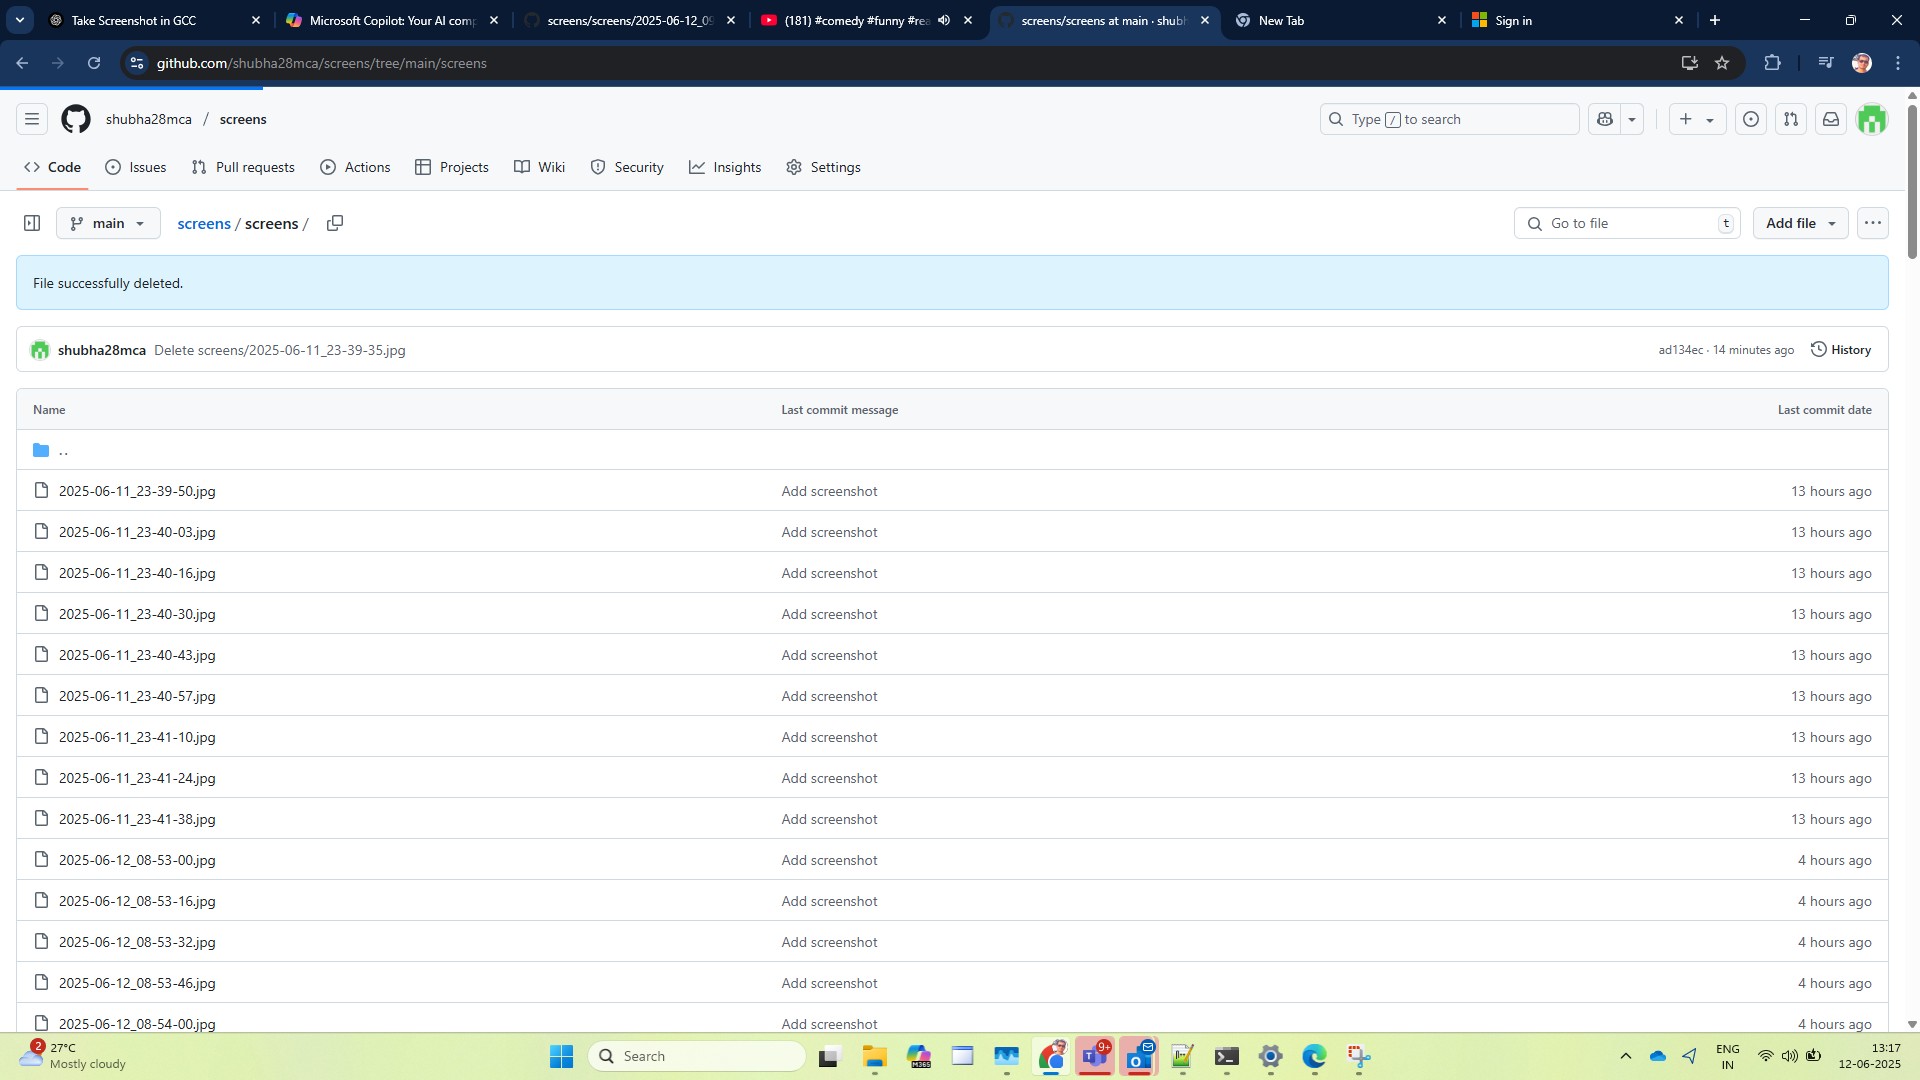 Take Screenshot in GCC
Microsoft Copilot: Your AI comp
screens/screens/2025-06-12_09
(181) #comedy #funny #rea
screens/screens at main · shubh
New Tab
Sign in
github.com/shubha28mca/screens/tree/main/screens
shubha28mca / screens
Type / to search
Code
Issues
Pull requests
Actions
Projects
Wiki
Security
Insights
Settings
main
screens / screens /
Go to file
t
Add file
File successfully deleted.
shubha28mca Delete screens/2025-06-11_23-39-35.jpg
ad134ec · 14 minutes ago
History
Name Last commit message Last commit date
..
2025-06-11_23-39-50.jpg Add screenshot 13 hours ago
2025-06-11_23-40-03.jpg Add screenshot 13 hours ago
2025-06-11_23-40-16.jpg Add screenshot 13 hours ago
2025-06-11_23-40-30.jpg Add screenshot 13 hours ago
2025-06-11_23-40-43.jpg Add screenshot 13 hours ago
2025-06-11_23-40-57.jpg Add screenshot 13 hours ago
2025-06-11_23-41-10.jpg Add screenshot 13 hours ago
2025-06-11_23-41-24.jpg Add screenshot 13 hours ago
2025-06-11_23-41-38.jpg Add screenshot 13 hours ago
2025-06-12_08-53-00.jpg Add screenshot 4 hours ago
2025-06-12_08-53-16.jpg Add screenshot 4 hours ago
2025-06-12_08-53-32.jpg Add screenshot 4 hours ago
2025-06-12_08-53-46.jpg Add screenshot 4 hours ago
2025-06-12_08-54-00.jpg Add screenshot 4 hours ago
2
27°C
Mostly cloudy
Search
M365
9+
ENG
IN
13:17
12-06-2025